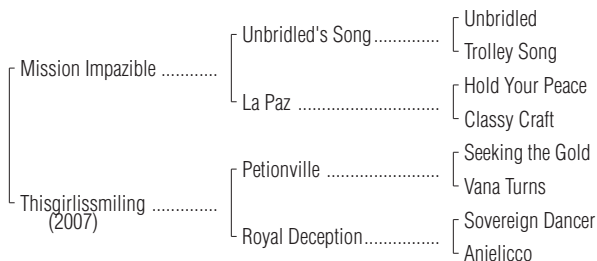 Unbridled
Unbridled's Song..............
Trolley Song
Mission Impazible ............
Hold Your Peace
La Paz ...................................
Classy Craft
Seeking the Gold
Petionville ............................
Vana Turns
Thisgirlissmiling ..............
(2007)
Sovereign Dancer
Royal Deception................
Anjelicco